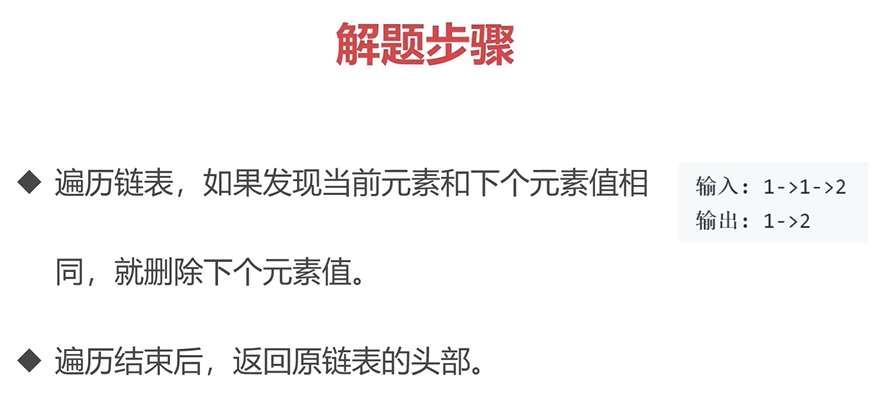 解题步骤
◆ 遍历链表，如果发现当前元素和下个元素值相
同，就删除下个元素值。
◆ 遍历结束后，返回原链表的头部。
输入: 1->1->2
输出: 1->2